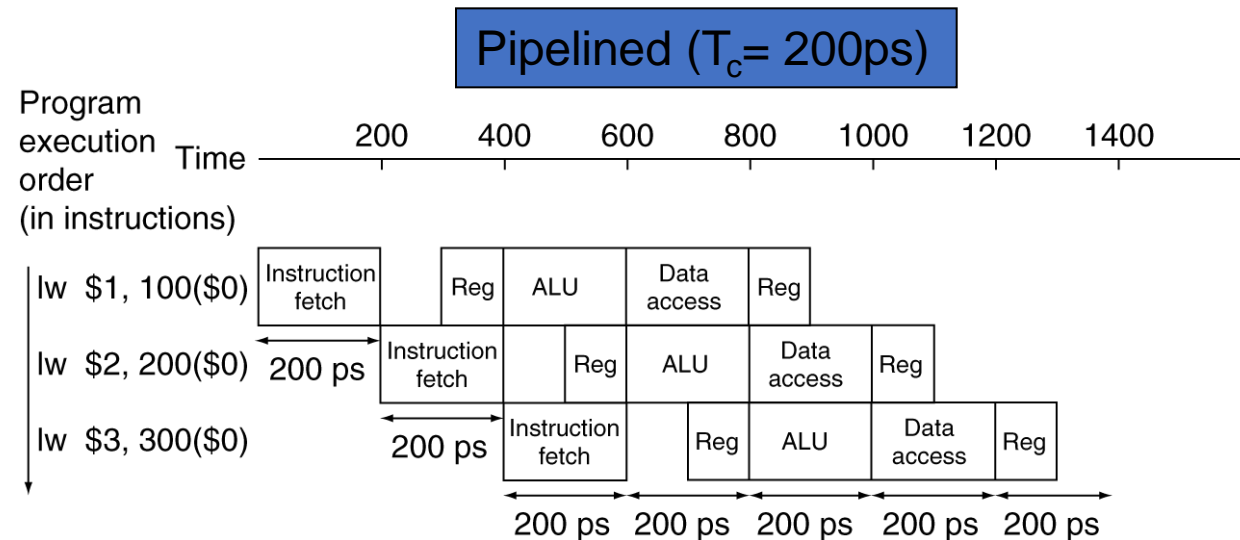 Pipelined (Tc= 200ps)
Program
execution
order
(in instructions)
Time
200 400 600 800 1000 1200 1400
lw $1, 100($0)
Instruction
fetch
Reg
ALU
Data
access
Reg
200 ps
lw $2, 200($0)
Instruction
fetch
Reg
ALU
Data
access
Reg
200 ps
lw $3, 300($0)
Instruction
fetch
Reg
ALU
Data
access
Reg
200 ps 200 ps 200 ps 200 ps 200 ps